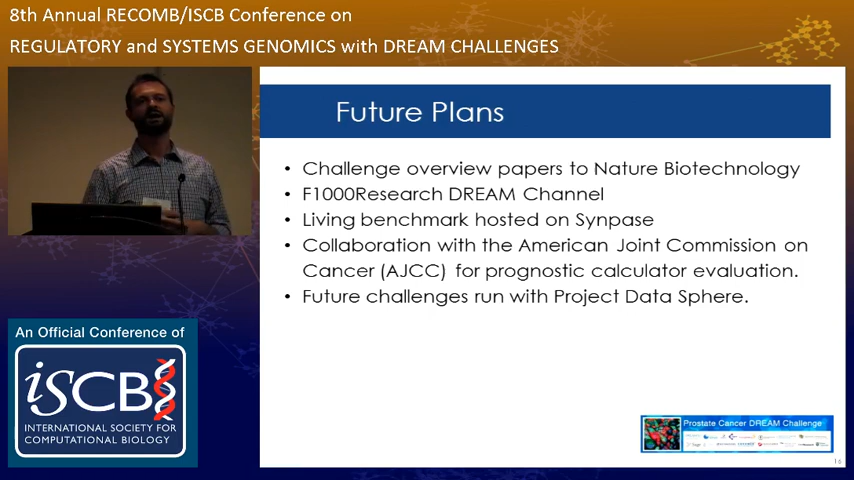 8th Annual RECOMB/ISCB Conference on
REGULATORY and SYSTEMS GENOMICS with DREAM CHALLENGES
Future Plans
• Challenge overview papers to Nature Biotechnology
• F1000Research DREAM Channel
• Living benchmark hosted on Synpase
• Collaboration with the American Joint Commission on
Cancer (AJCC) for prognostic calculator evaluation.
• Future challenges run with Project Data Sphere.
An Official Conference of
iSCB
INTERNATIONAL SOCIETY FOR
COMPUTATIONAL BIOLOGY
Prostate Cancer DREAM Challenge
16